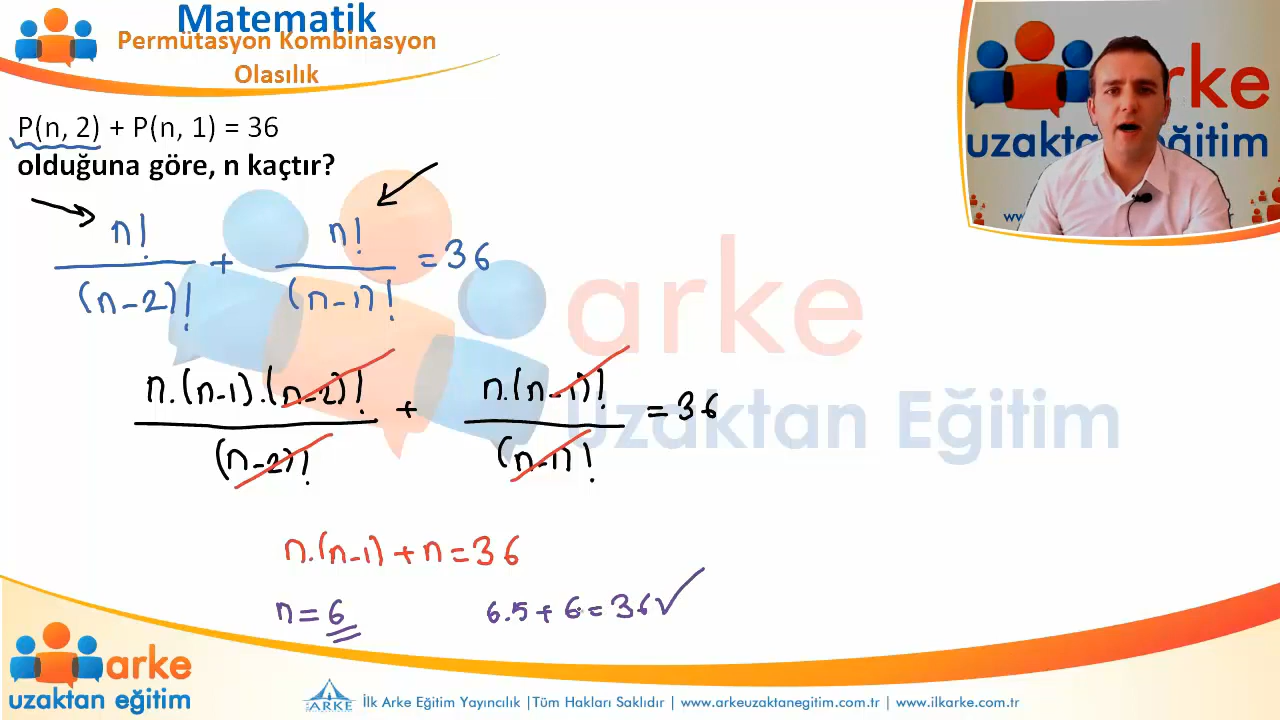 Matematik
Permütasyon Kombinasyon
Olasılık
arke
uzaktan eğitim
P(n, 2) + P(n, 1) = 36
olduğuna göre, n kaçtır?
n! / (n-2)! + n! / (n-1)! = 36
arke
Uzaktan Eğitim
n.(n-1).(n-2)! / (n-2)! + n.(n-1)! / (n-1)! = 36
n.(n-1) + n = 36
n = 6
6.5 + 6 = 36 ✓
arke
uzaktan eğitim
ARKE
İlk Arke Eğitim Yayıncılık |Tüm Hakları Saklıdır | www.arkeuzaktanegitim.com.tr | www.ilkarke.com.tr